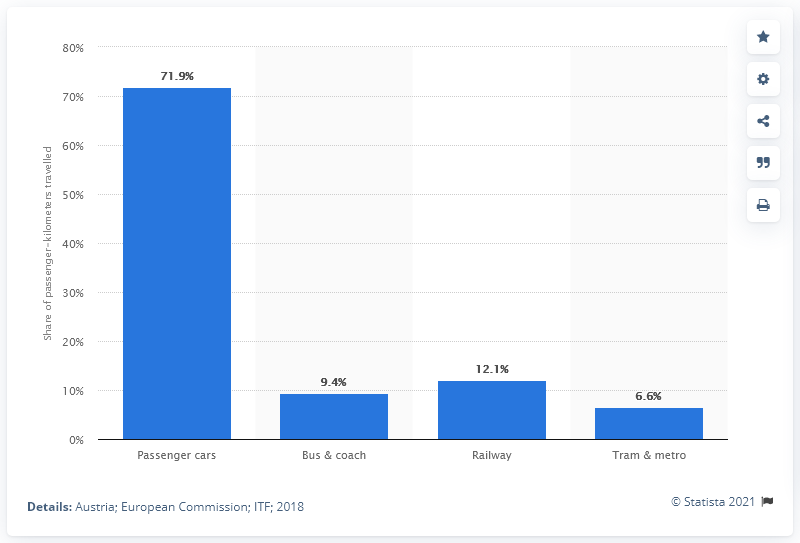 Share of passenger-kilometers travelled
80%
70%
60%
50%
40%
30%
20%
10%
0%
71.9%
9.4%
12.1%
6.6%
Passenger cars
Bus & coach
Railway
Tram & metro
Details: Austria; European Commission; ITF; 2018
© Statista 2021